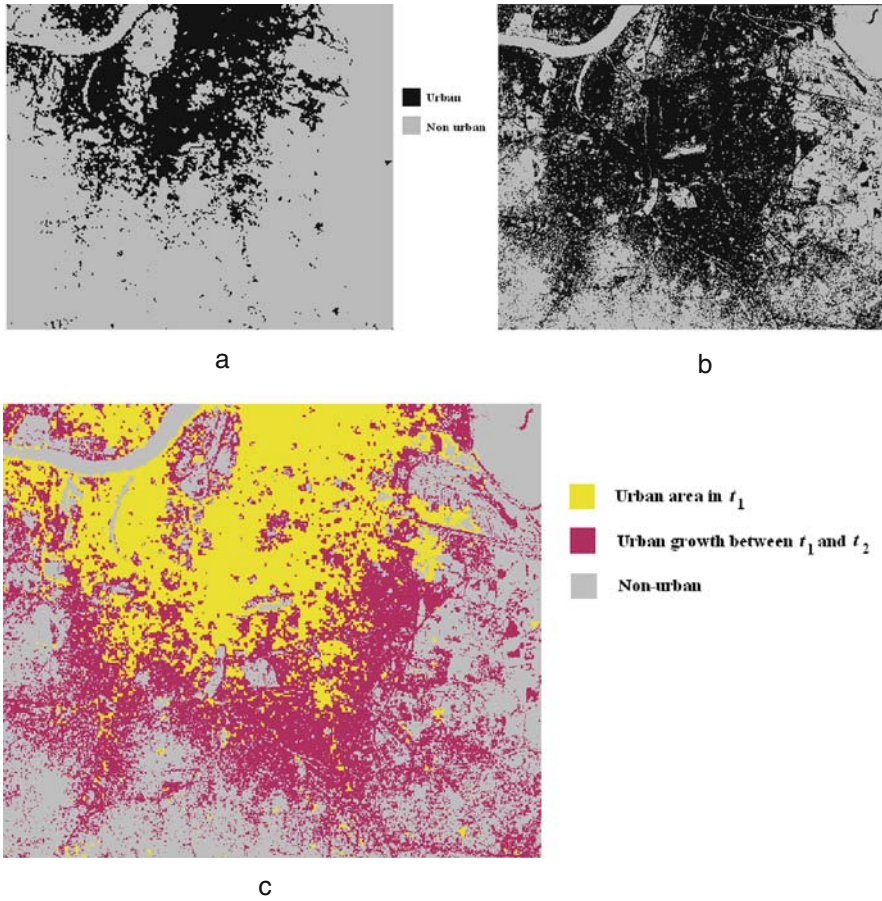 Urban
Non urban
a
b
Urban area in t1
Urban growth between t1 and t2
Non-urban
c